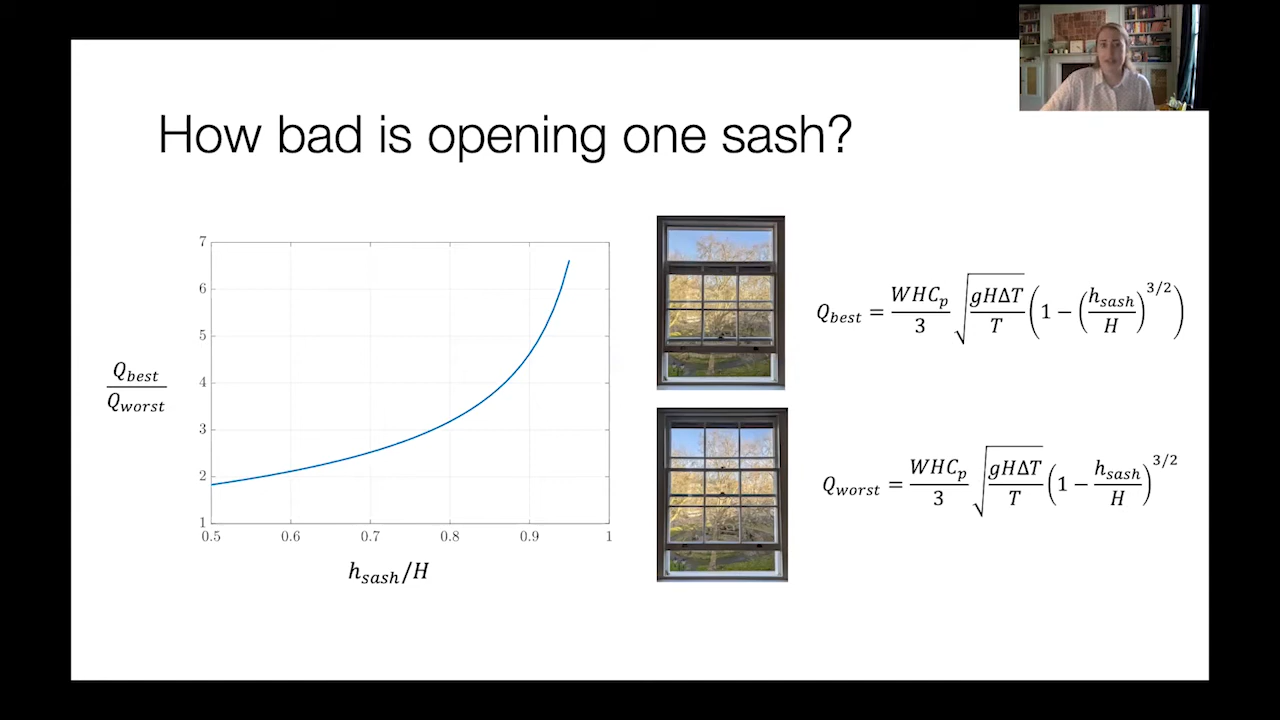 How bad is opening one sash?
Q_best / Q_worst
7
6
5
4
3
2
1
0.5 0.6 0.7 0.8 0.9 1
h_sash/H
Q_best = WHC_p/3 √(gHΔT/T) (1 − (h_sash/H)^3/2)
Q_worst = WHC_p/3 √(gHΔT/T) (1 − h_sash/H)^3/2